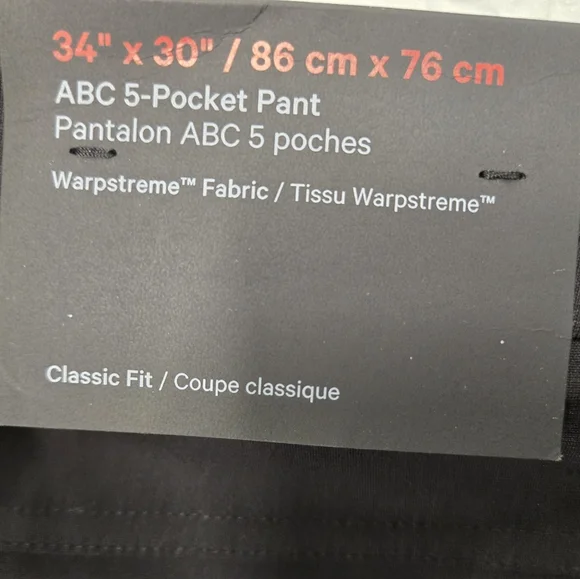 34" x 30" / 86 cm x 76 cm
ABC 5-Pocket Pant
Pantalon ABC 5 poches
Warpstreme™ Fabric / Tissu Warpstreme™
Classic Fit / Coupe classique